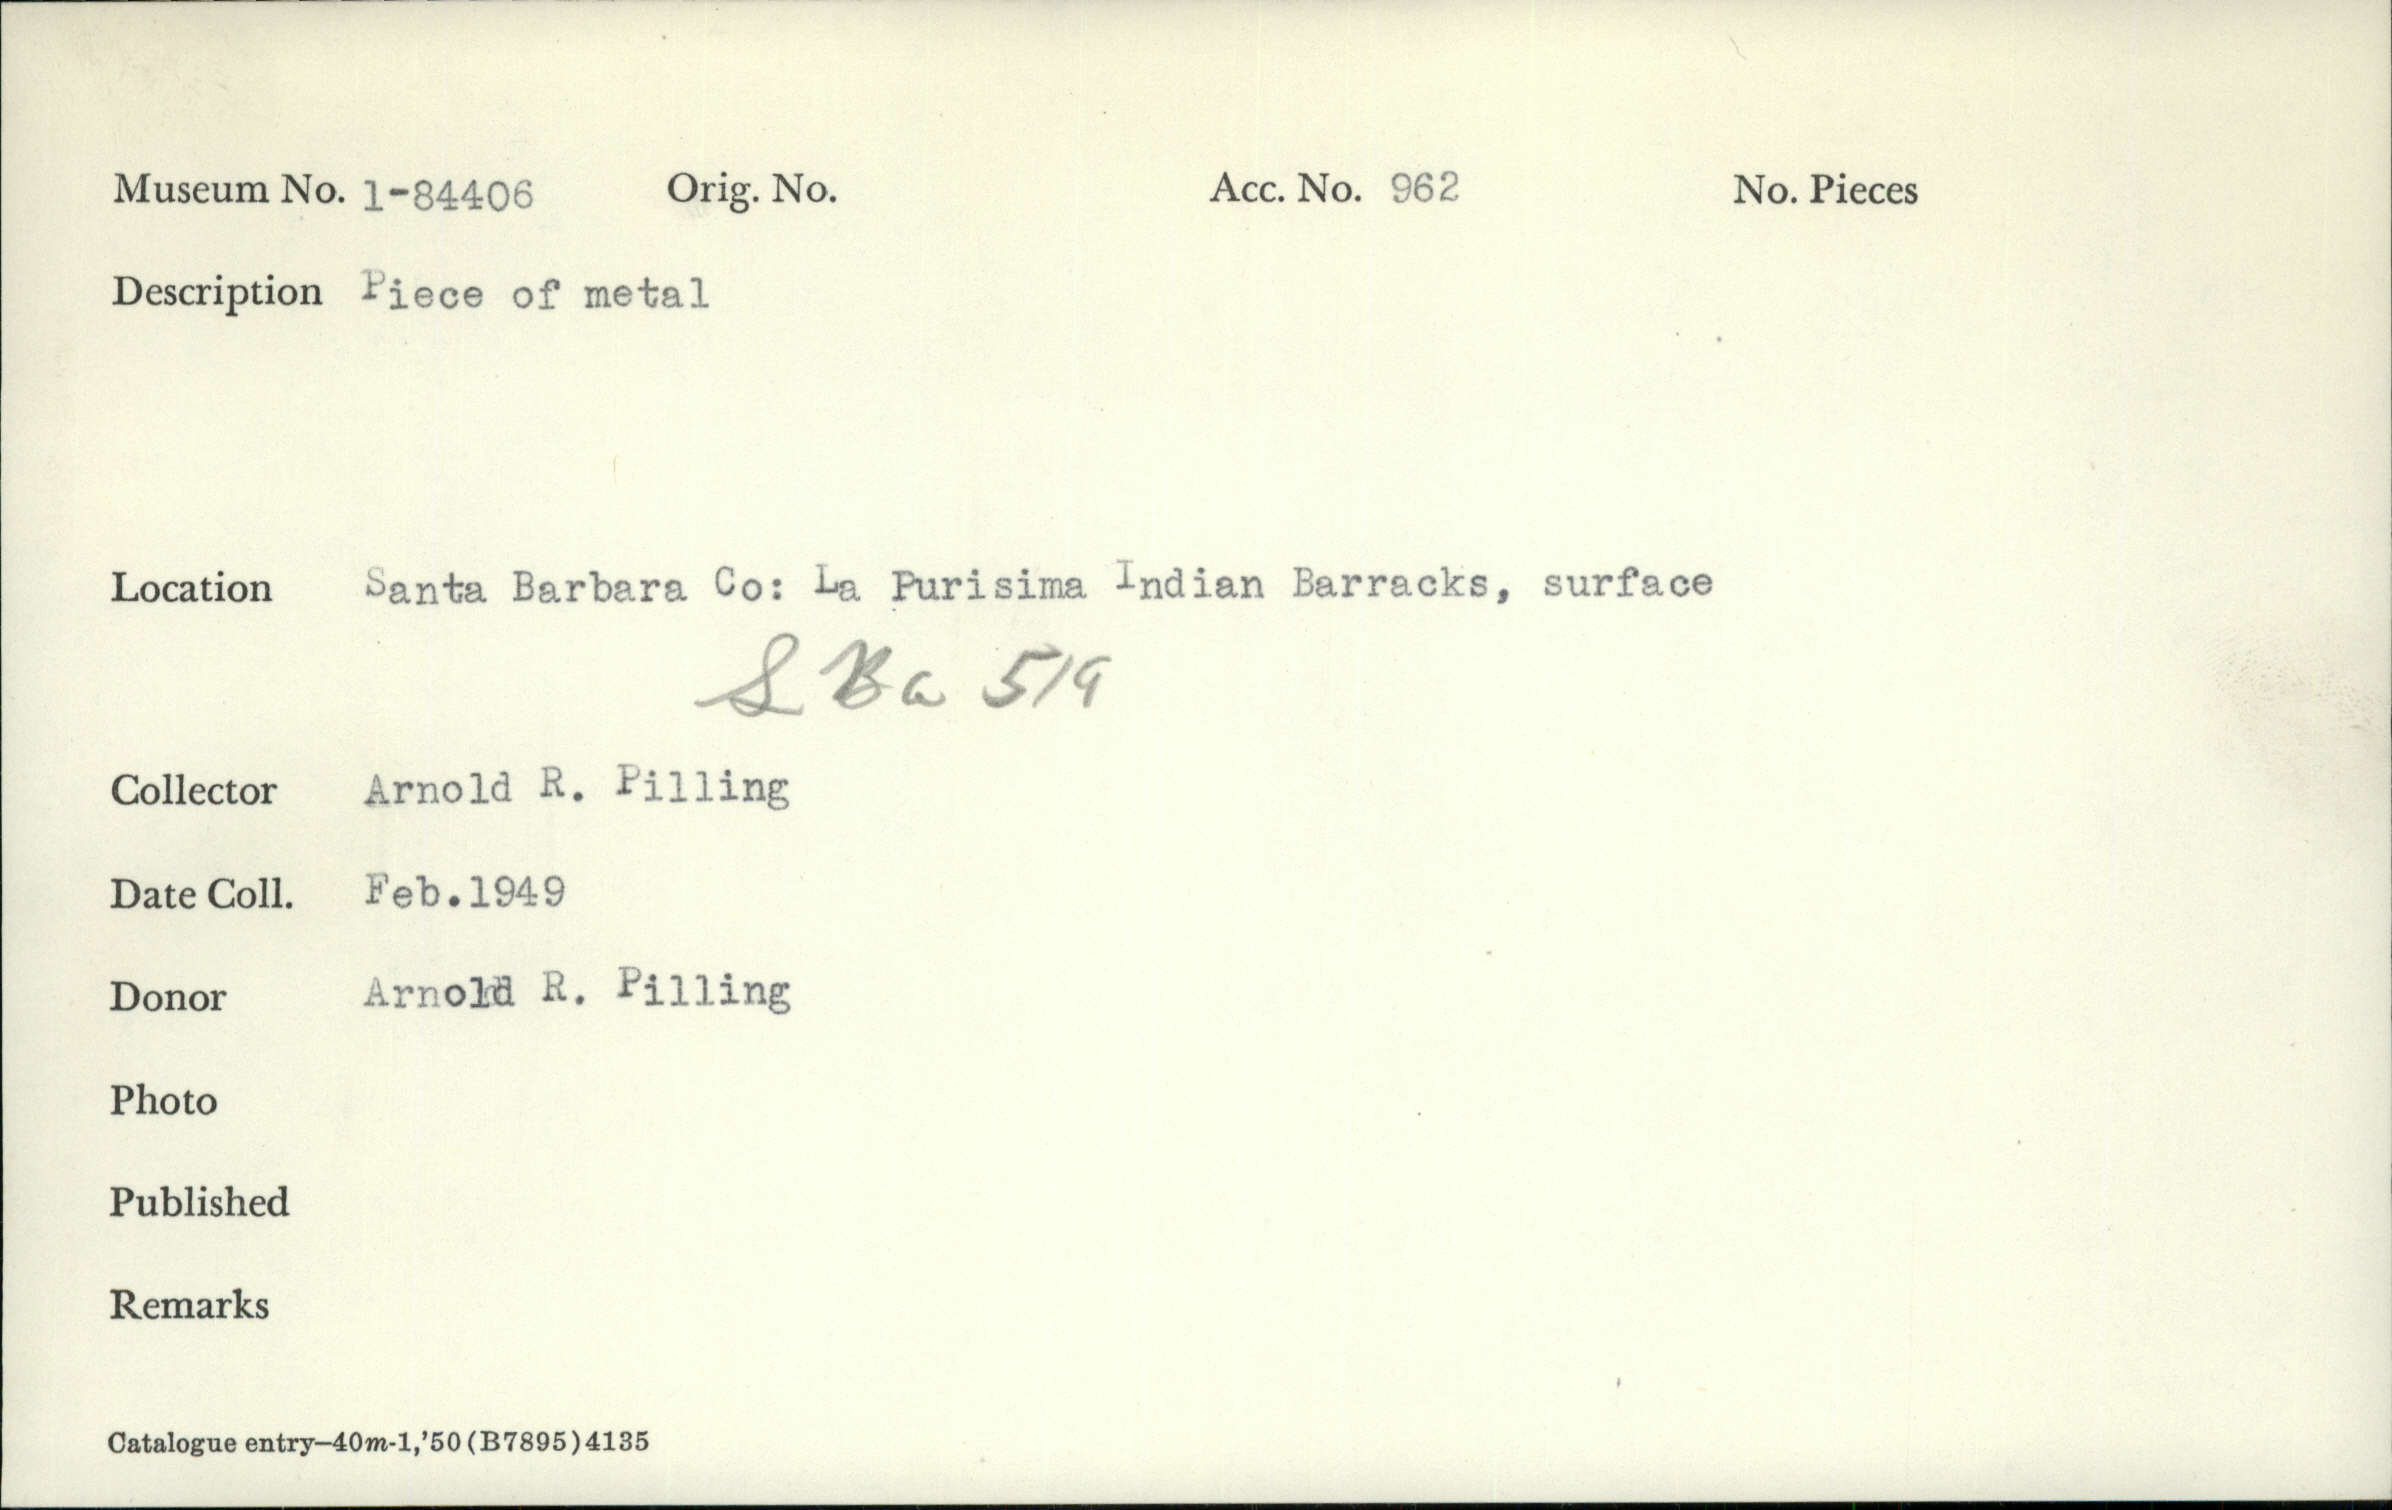 Museum No. 1-84406 Orig. No. Acc. No. 962 No. Pieces
Description Piece of metal
Location Santa Barbara Co: La Purisima Indian Barracks, surface
SBa 519
Collector Arnold R. Pilling
Date Coll. Feb.1949
Donor Arnold R. Pilling
Photo
Published
Remarks
Catalogue entry—40m-1,'50(B7895)4135